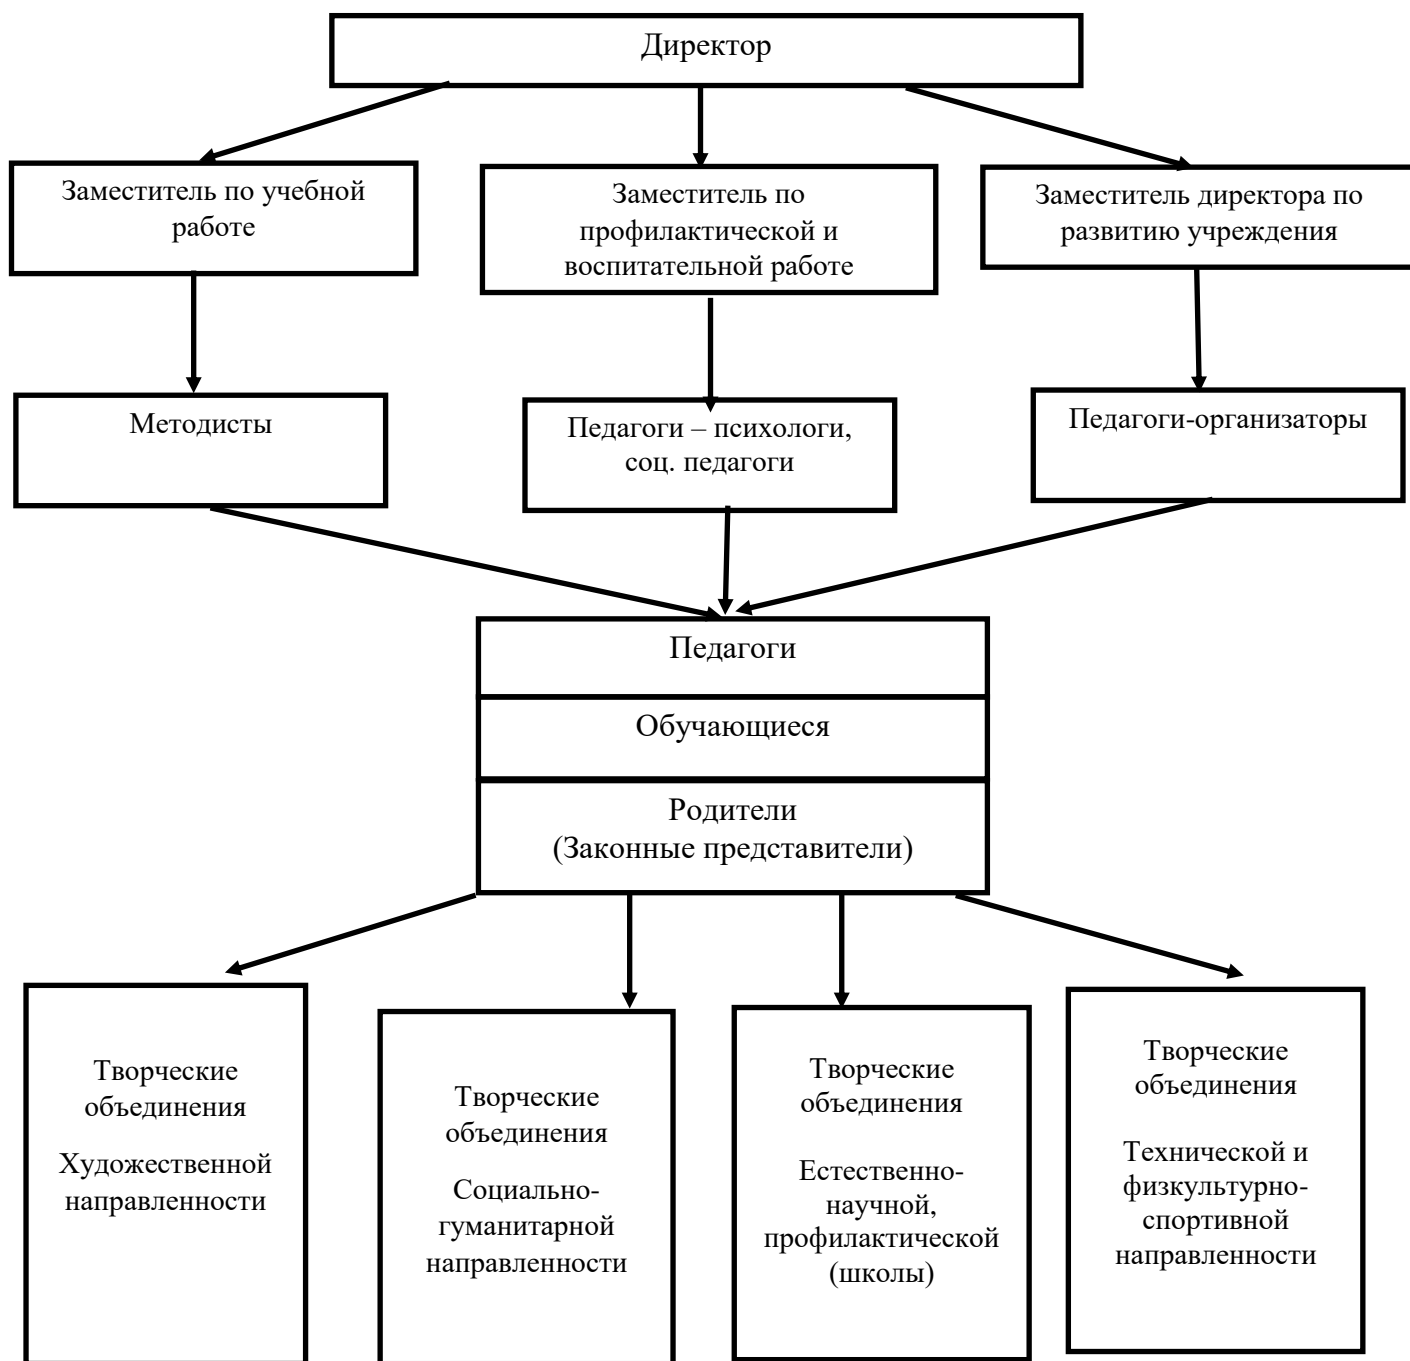 Директор
Заместитель по учебной
работе
Заместитель по
профилактической и
воспитательной работе
Заместитель директора по
развитию учреждения
Методисты
Педагоги – психологи,
соц. педагоги
Педагоги-организаторы
Педагоги
Обучающиеся
Родители
(Законные представители)
Творческие
объединения
Художественной
направленности
Творческие
объединения
Социально-
гуманитарной
направленности
Творческие
объединения
Естественно-
научной,
профилактической
(школы)
Творческие
объединения
Технической и
физкультурно-
спортивной
направленности